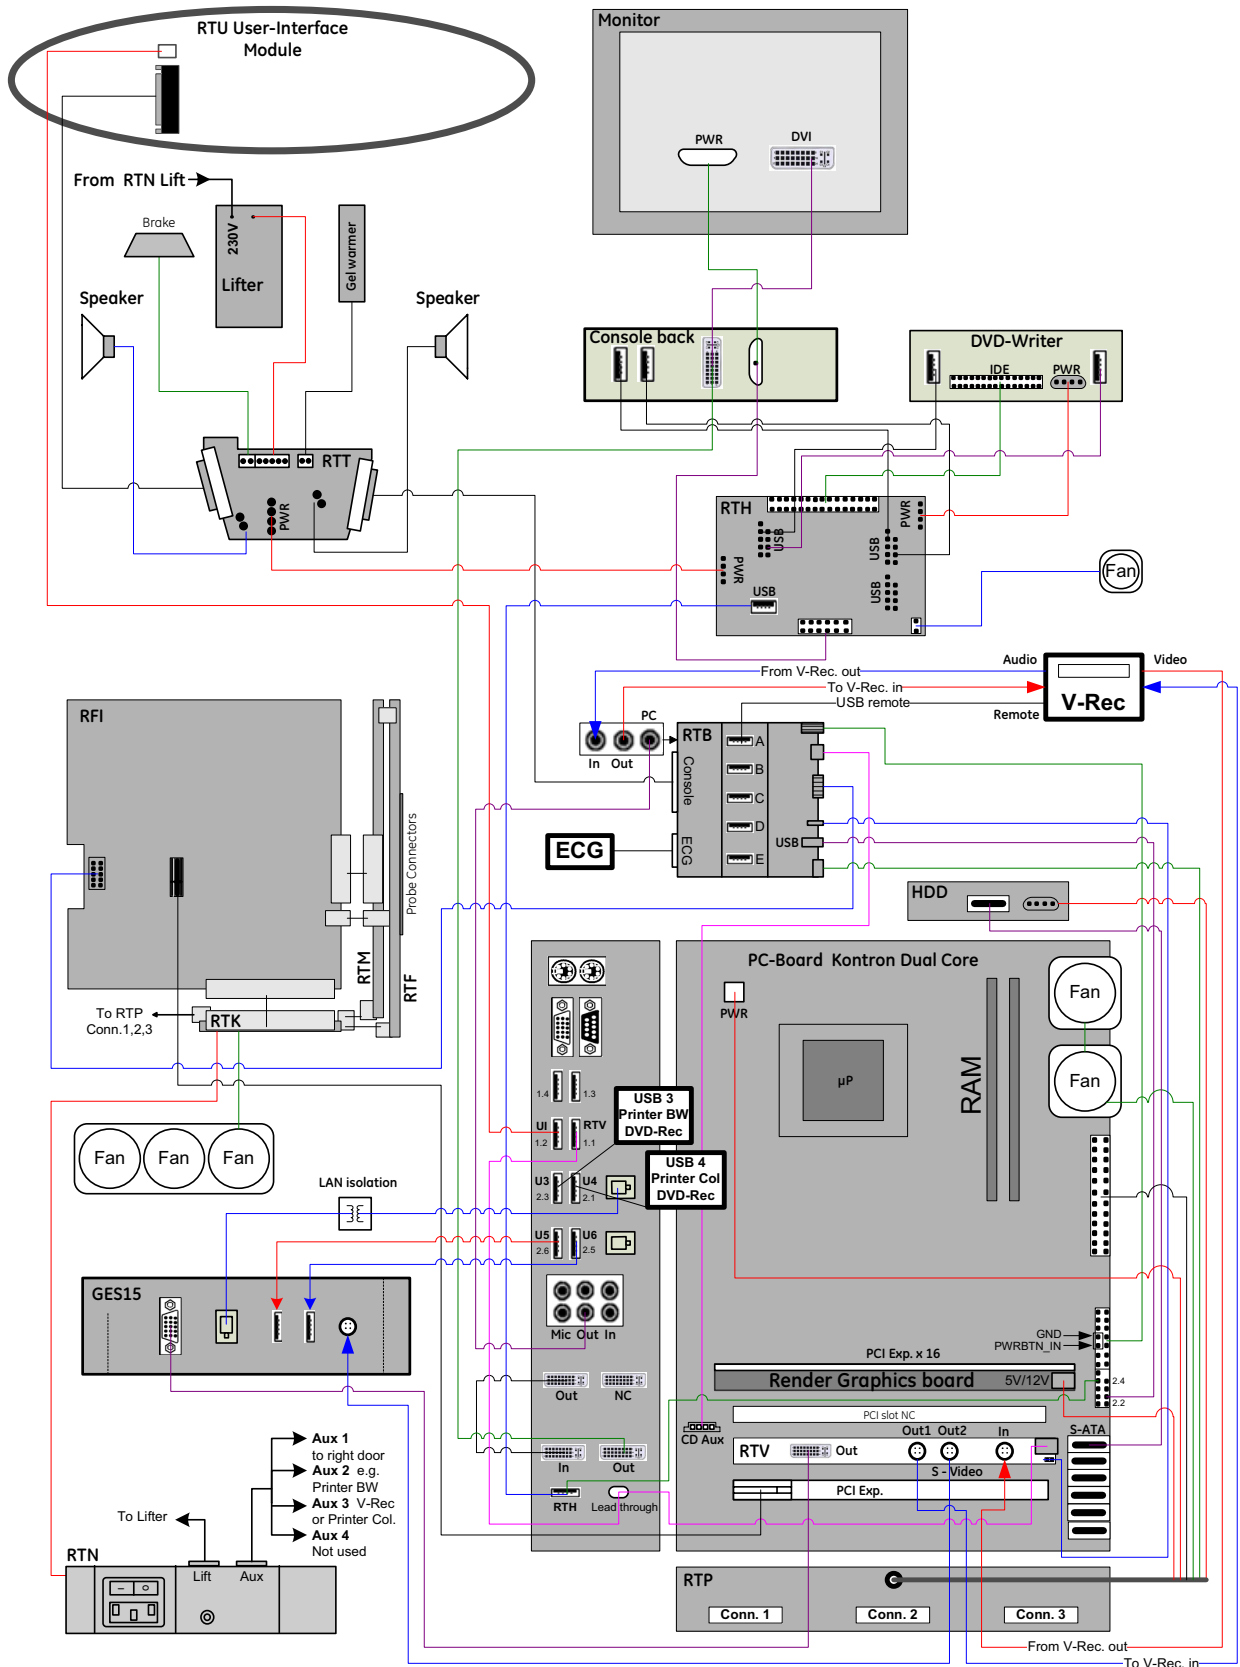 RTU User-Interface
Module
Monitor
PWR
DVI
From RTN Lift
Brake
230V
Lifter
Gel warmer
Speaker
Speaker
Console back
DVD-Writer
IDE
PWR
RTT
PWR
RTH
USB
PWR
USB
PWR
USB
USB
Fan
From V-Rec. out
Audio
Video
To V-Rec. in
V-Rec
USB remote
Remote
RFI
PC
In
Out
RTB
A
B
C
D
E
Console
ECG
USB
ECG
Probe Connectors
HDD
RTM
RTF
To RTP
Conn.1,2,3
RTK
PC-Board Kontron Dual Core
PWR
Fan
Fan
µP
RAM
1.4
1.3
UI
RTV
1.2
1.1
USB 3
Printer BW
DVD-Rec
USB 4
Printer Col
DVD-Rec
U3
U4
2.3
2.1
U5
U6
2.6
2.5
Fan
Fan
Fan
LAN isolation
GES15
Mic Out In
Out
NC
In
Out
RTH
Lead through
GND
PWRBTN_IN
PCI Exp. x 16
Render Graphics board
5V/12V
2.4
2.2
PCI slot NC
CD Aux
S-ATA
RTV
Out
Out1 Out2
In
S - Video
PCI Exp.
Aux 1
to right door
Aux 2 e.g.
Printer BW
Aux 3 V-Rec
or Printer Col.
Aux 4
Not used
To Lifter
RTN
Lift
Aux
RTP
Conn. 1
Conn. 2
Conn. 3
From V-Rec. out
To V-Rec. in